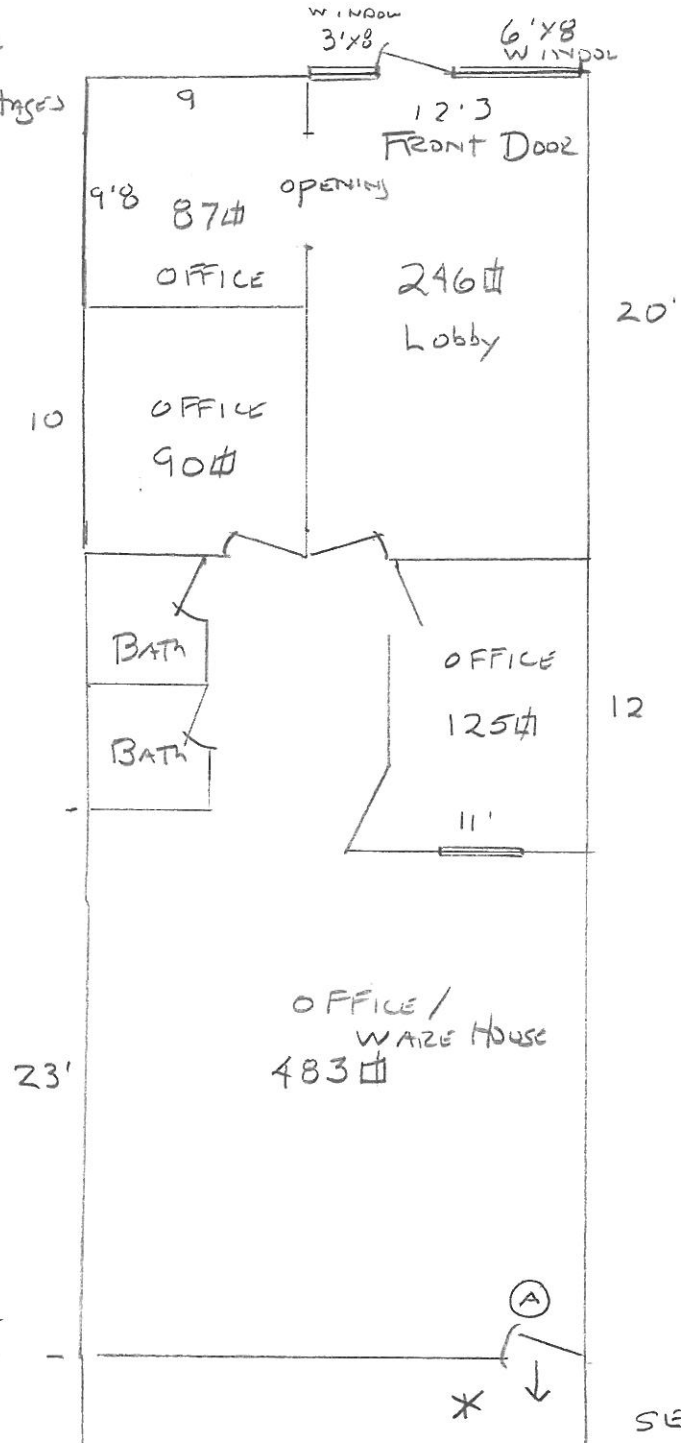 WINDOW
3'X8
6'X8
WINDOW
9
12'3
FRONT DOOR
9'8
OPENING
87⌗
OFFICE
246⌗
Lobby
20'
10
OFFICE
90⌗
BATH
OFFICE
125⌗
12
BATH
11'
OFFICE /
WARE HOUSE
483⌗
23'
A
*
SE